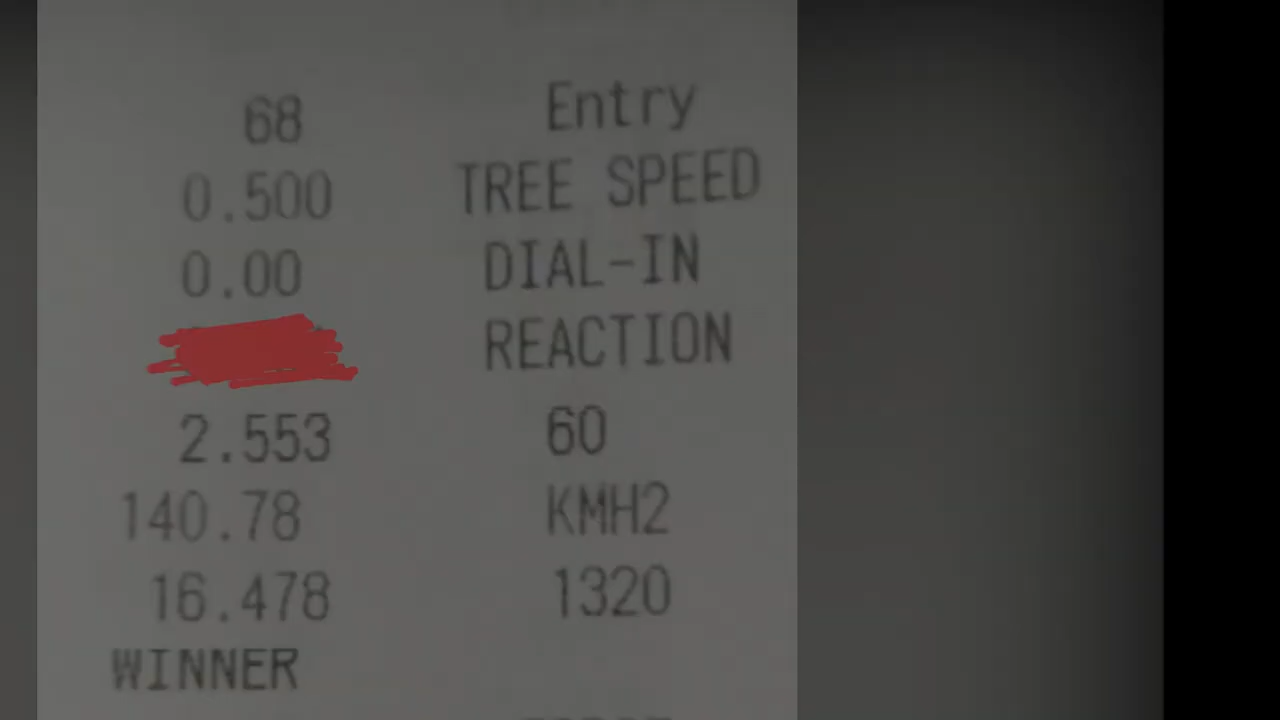 68 Entry
0.500 TREE SPEED
0.00 DIAL-IN
REACTION
2.553 60
140.78 KMH2
16.478 1320
WINNER